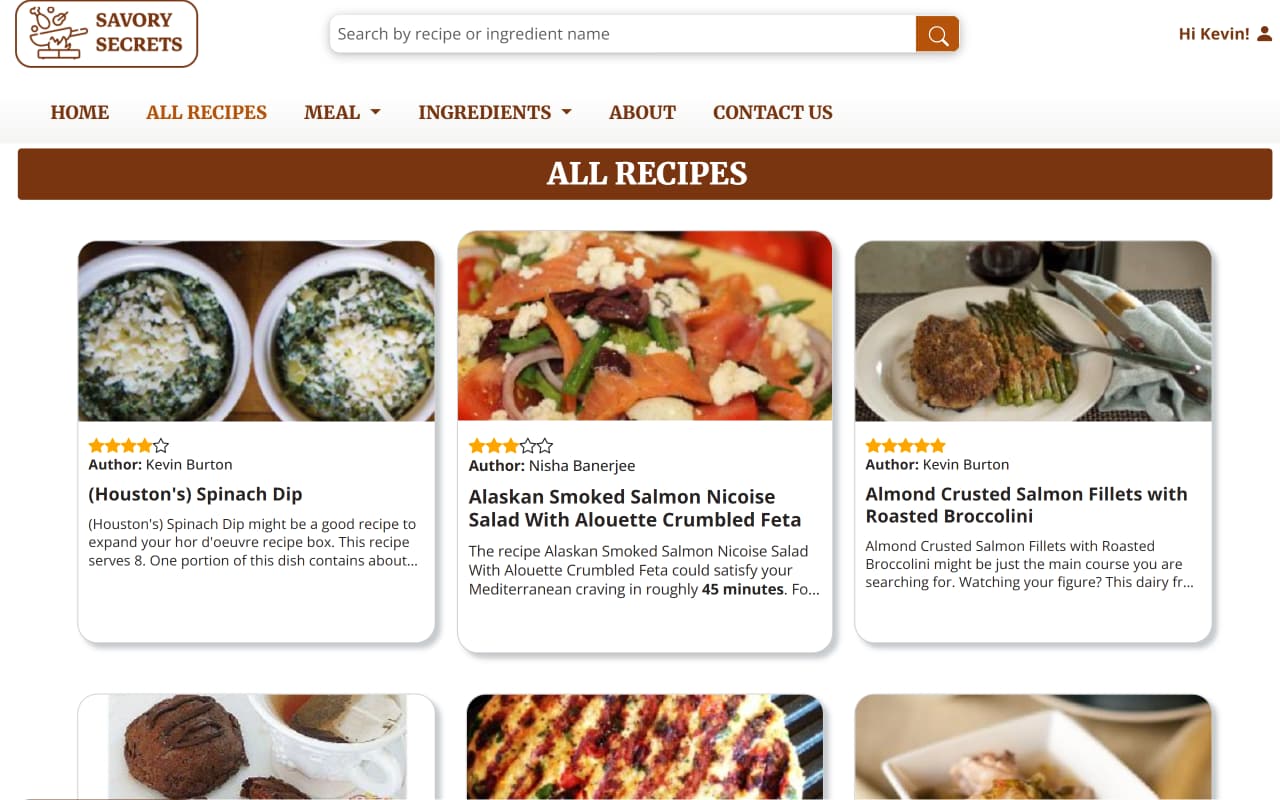 SAVORY
SECRETS
Search by recipe or ingredient name
Hi Kevin!
HOME
ALL RECIPES
MEAL
INGREDIENTS
ABOUT
CONTACT US
ALL RECIPES
Author: Kevin Burton
(Houston's) Spinach Dip
(Houston's) Spinach Dip might be a good recipe to
expand your hor d'oeuvre recipe box. This recipe
serves 8. One portion of this dish contains about...
Author: Nisha Banerjee
Alaskan Smoked Salmon Nicoise
Salad With Alouette Crumbled Feta
The recipe Alaskan Smoked Salmon Nicoise Salad
With Alouette Crumbled Feta could satisfy your
Mediterranean craving in roughly 45 minutes. Fo...
Author: Kevin Burton
Almond Crusted Salmon Fillets with
Roasted Broccolini
Almond Crusted Salmon Fillets with Roasted
Broccolini might be just the main course you are
searching for. Watching your figure? This dairy fr...